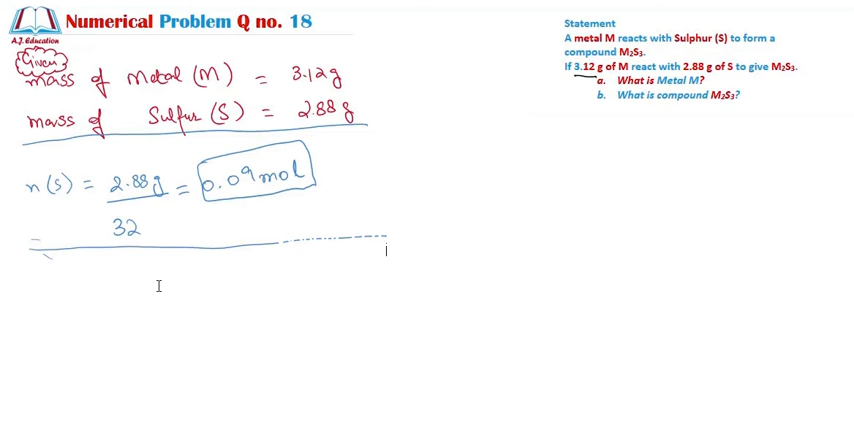 Numerical Problem Q no. 18
A.J. Education
Given
mass of Metal (M) = 3.12g
mass of Sulfur (S) = 2.88 g
n(s) = 2.88g = 0.09 mol
32
Statement
A metal M reacts with Sulphur (S) to form a
compound M₂S₃.
If 3.12 g of M react with 2.88 g of S to give M₂S₃.
a. What is Metal M?
b. What is compound M₂S₃?